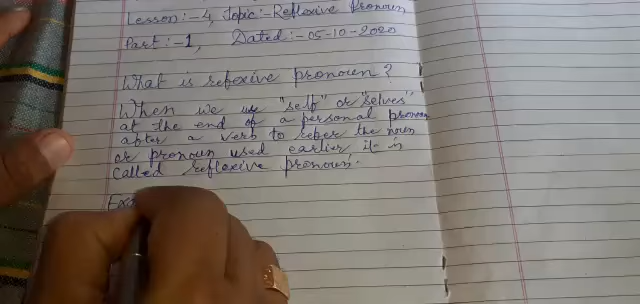 Lesson:-4, Topic:-Reflexive Pronoun
Part:-1, Dated:-05-10-2020
What is refexive pronoun?
When we use "self" or "selves"
at the end of a personal pronoun
after a verb to refer the noun
or pronoun used earlier it is
called reflexive pronoun.
Exa